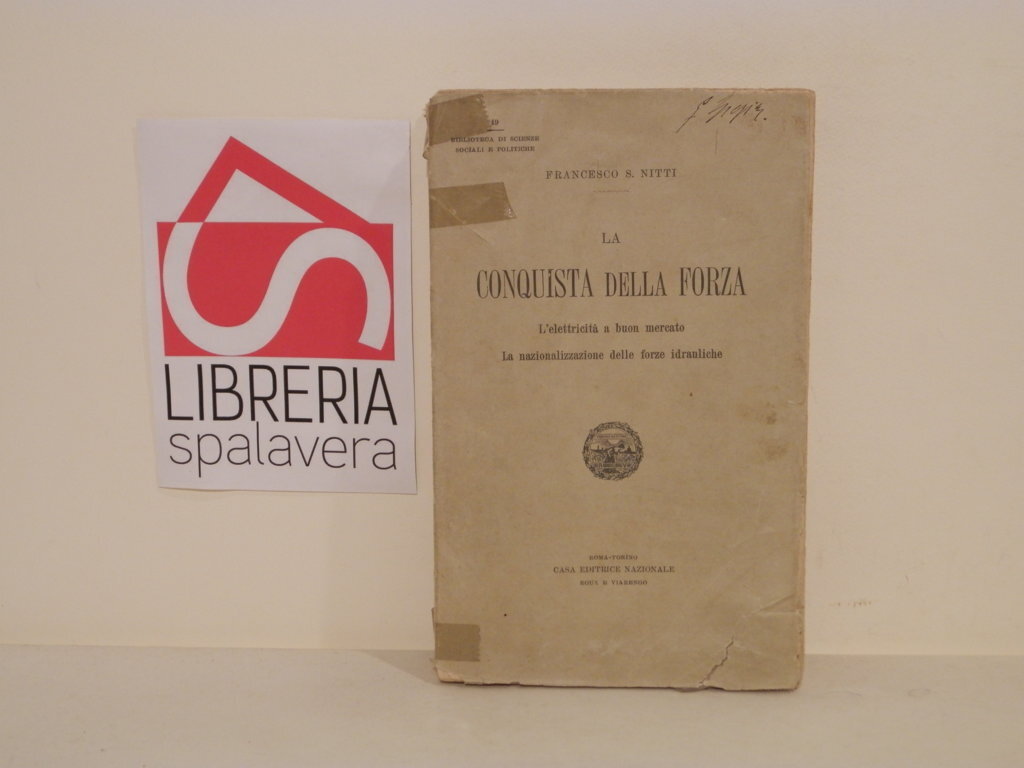 LIBRERIA
spalavera
49
BIBLIOTECA DI SCIENZE
SOCIALI E POLITICHE
FRANCESCO S. NITTI
LA
CONQUISTA DELLA FORZA
L'elettricità a buon mercato
La nazionalizzazione delle forze idrauliche
ROMA-TORINO
CASA EDITRICE NAZIONALE
ROUX E VIARENGO